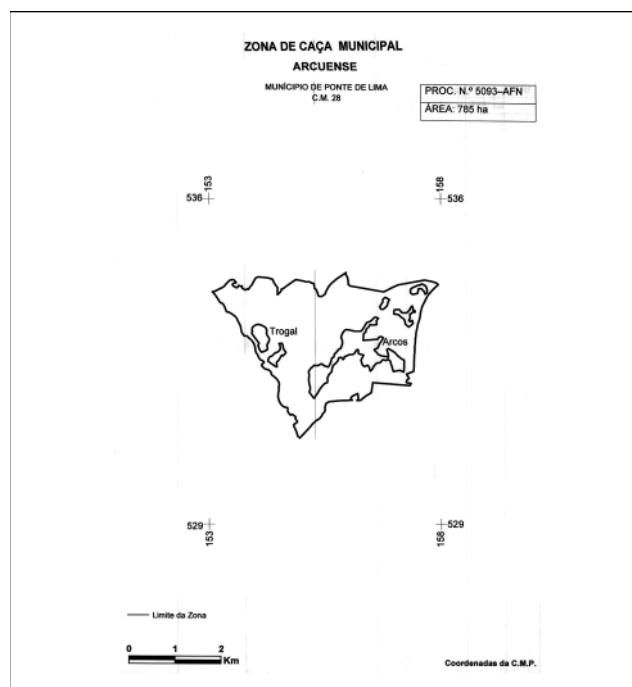 ZONA DE CAÇA MUNICIPAL
ARCUENSE
MUNÍCIPIO DE PONTE DE LIMA
C.M. 28
PROC. N.º 5093–AFN
ÁREA: 785 ha
153
158
536
536
Trogal
Arcos
529
529
153
158
Limite da Zona
0 1 2
Km
Coordenadas da C.M.P.